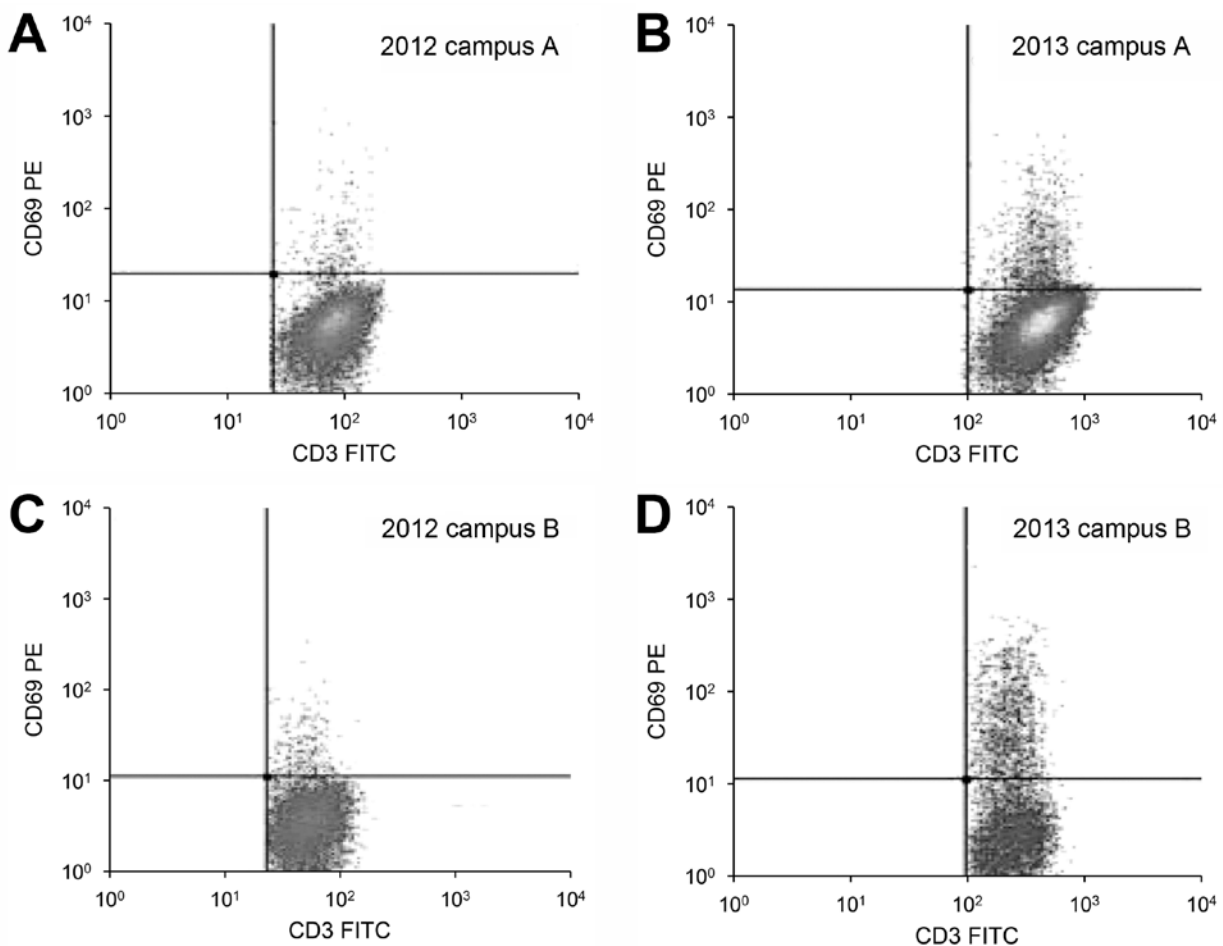 A
2012 campus A
10⁴
10³
10²
10¹
10⁰
CD69 PE
10⁰ 10¹ 10² 10³ 10⁴
CD3 FITC
B
2013 campus A
10⁴
10³
10²
10¹
10⁰
CD69 PE
10⁰ 10¹ 10² 10³ 10⁴
CD3 FITC
C
2012 campus B
10⁴
10³
10²
10¹
10⁰
CD69 PE
10⁰ 10¹ 10² 10³ 10⁴
CD3 FITC
D
2013 campus B
10⁴
10³
10²
10¹
10⁰
CD69 PE
10⁰ 10¹ 10² 10³ 10⁴
CD3 FITC